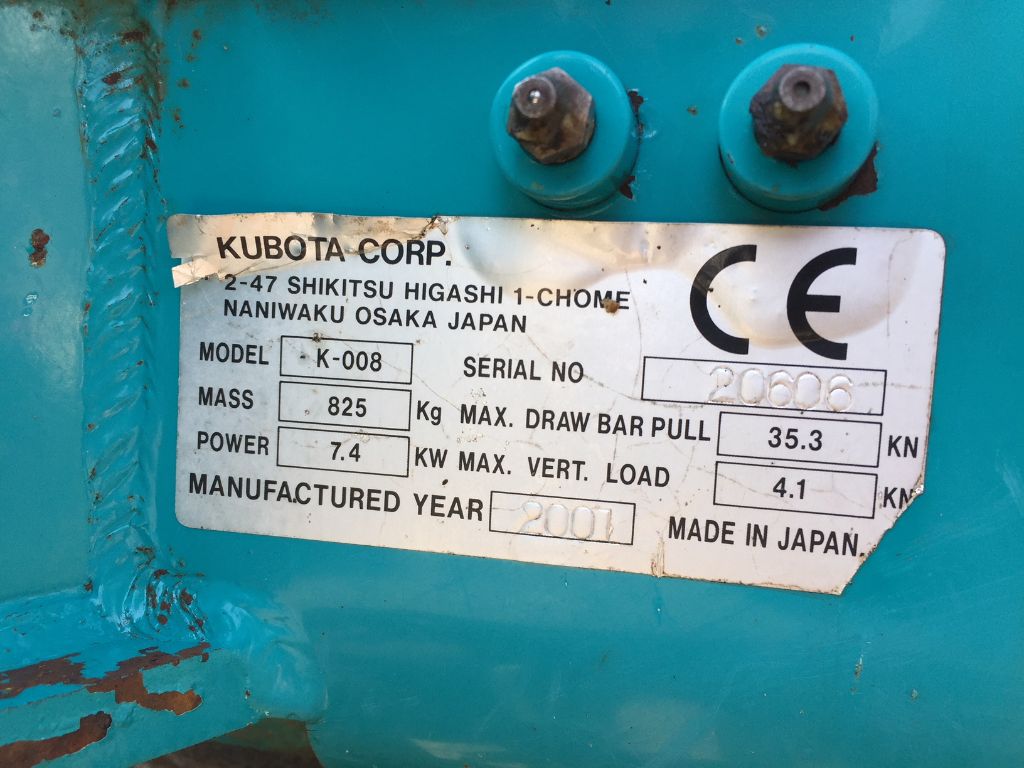 KUBOTA CORP.
2-47 SHIKITSU HIGASHI 1-CHOME
NANIWAKU OSAKA JAPAN
CE
MODEL K-008 SERIAL NO 20606
MASS 825 Kg MAX. DRAW BAR PULL 35.3 KN
POWER 7.4 KW MAX. VERT. LOAD 4.1 KN
MANUFACTURED YEAR 2001 MADE IN JAPAN.